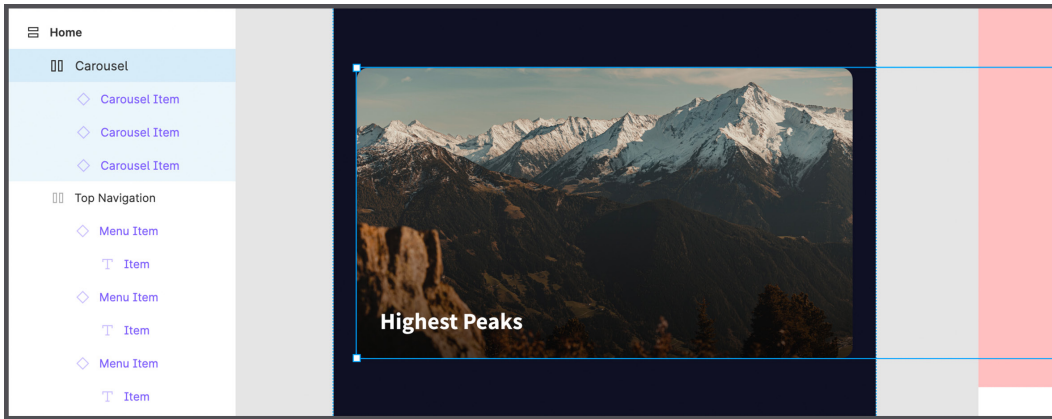 Home
Carousel
Carousel Item
Carousel Item
Carousel Item
Top Navigation
Menu Item
Item
Menu Item
Item
Menu Item
Item
Highest Peaks